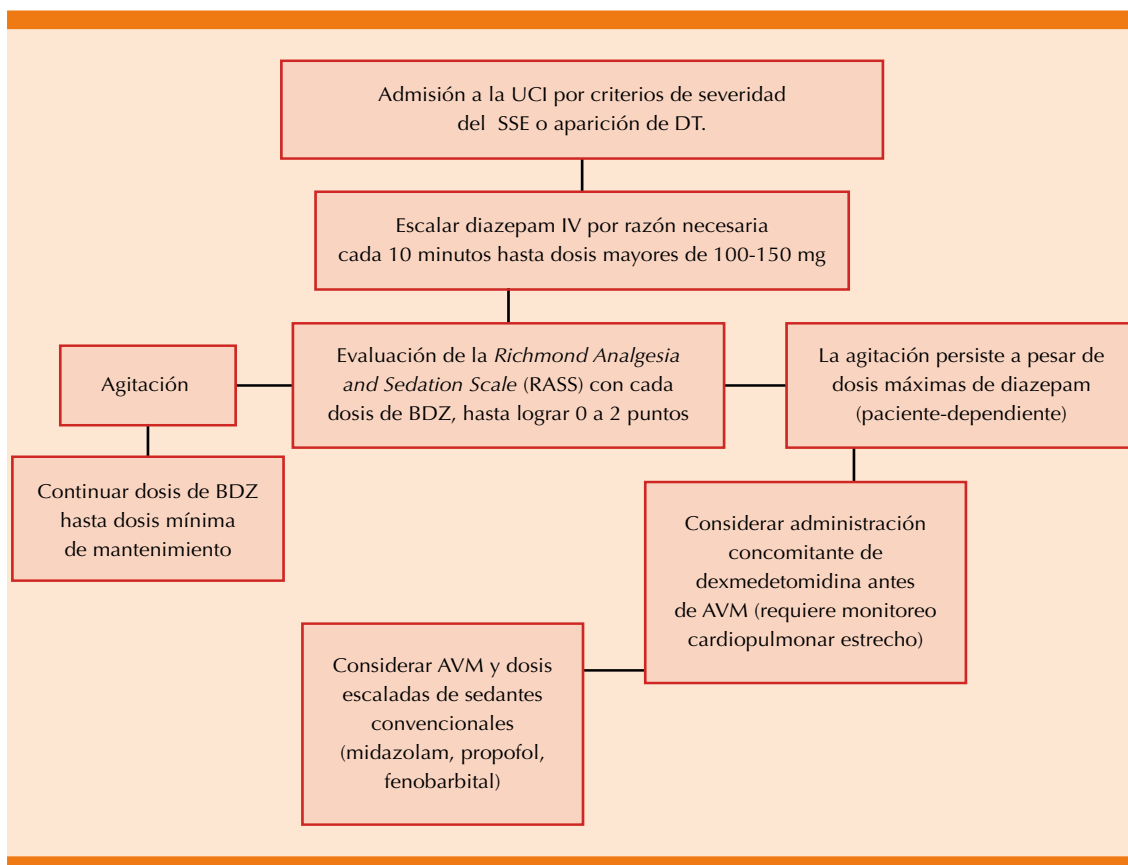 Admisión a la UCI por criterios de severidad
del SSE o aparición de DT.
Escalar diazepam IV por razón necesaria
cada 10 minutos hasta dosis mayores de 100-150 mg
Agitación
Evaluación de la Richmond Analgesia
and Sedation Scale (RASS) con cada
dosis de BDZ, hasta lograr 0 a 2 puntos
La agitación persiste a pesar de
dosis máximas de diazepam
(paciente-dependiente)
Continuar dosis de BDZ
hasta dosis mínima
de mantenimiento
Considerar administración
concomitante de
dexmedetomidina antes
de AVM (requiere monitoreo
cardiopulmonar estrecho)
Considerar AVM y dosis
escaladas de sedantes
convencionales
(midazolam, propofol,
fenobarbital)